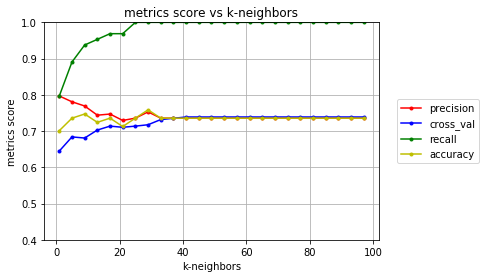 metrics score vs k-neighbors
1.0
0.9
0.8
0.7
0.6
0.5
0.4
metrics score
0 20 40 60 80 100
k-neighbors
precision
cross_val
recall
accuracy